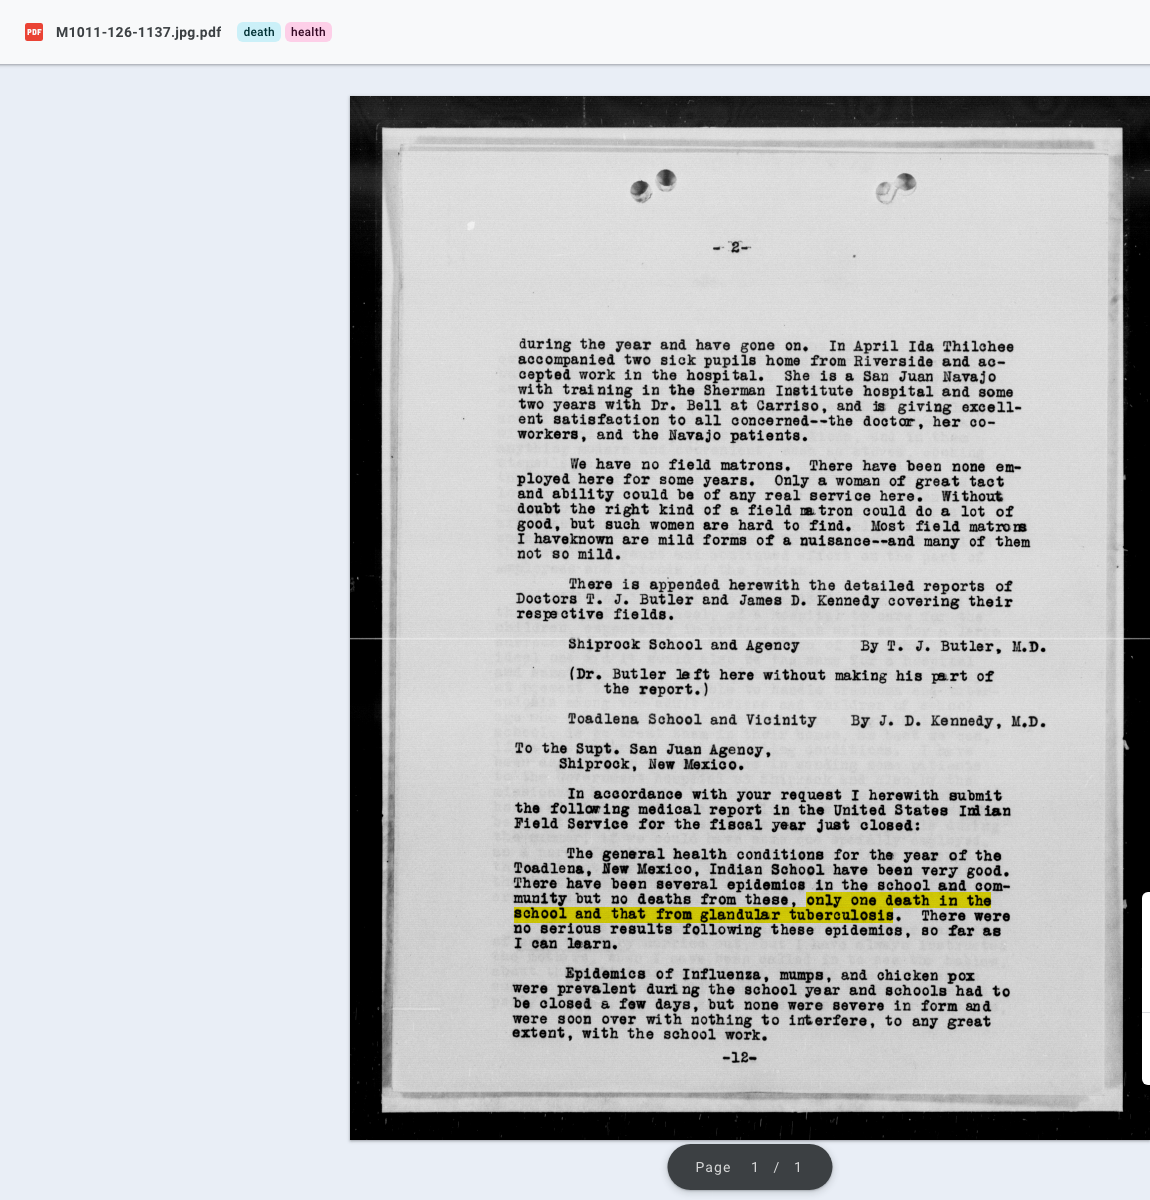 M1011-126-1137.jpg.pdf death health
- 2-
during the year and have gone on. In April Ida Thilchee
accompanied two sick pupils home from Riverside and ac-
cepted work in the hospital. She is a San Juan Navajo
with training in the Sherman Institute hospital and some
two years with Dr. Bell at Carriso, and is giving excell-
ent satisfaction to all concerned--the doctor, her co-
workers, and the Navajo patients.
We have no field matrons. There have been none em-
ployed here for some years. Only a woman of great tact
and ability could be of any real service here. Without
doubt the right kind of a field matron could do a lot of
good, but such women are hard to find. Most field matrons
I haveknown are mild forms of a nuisance--and many of them
not so mild.
There is appended herewith the detailed reports of
Doctors T. J. Butler and James D. Kennedy covering their
respective fields.
Shiprock School and Agency By T. J. Butler, M.D.
(Dr. Butler left here without making his part of
the report.)
Toadlena School and Vicinity By J. D. Kennedy, M.D.
To the Supt. San Juan Agency,
Shiprock, New Mexico.
In accordance with your request I herewith submit
the following medical report in the United States Indian
Field Service for the fiscal year just closed:
The general health conditions for the year of the
Toadlena, New Mexico, Indian School have been very good.
There have been several epidemics in the school and com-
munity but no deaths from these, only one death in the
school and that from glandular tuberculosis. There were
no serious results following these epidemics, so far as
I can learn.
Epidemics of Influenza, mumps, and chicken pox
were prevalent during the school year and schools had to
be closed a few days, but none were severe in form and
were soon over with nothing to interfere, to any great
extent, with the school work.
-12-
Page 1 / 1